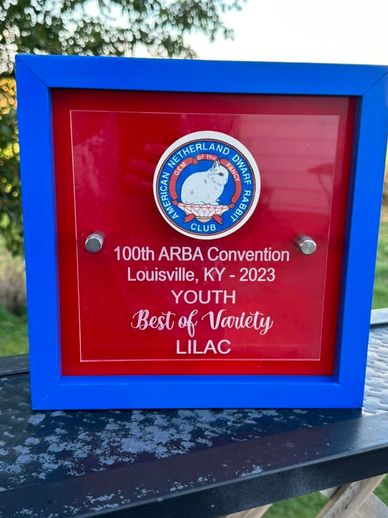 AMERICAN NETHERLAND DWARF RABBIT CLUB
GEM of the FANCY
100th ARBA Convention
Louisville, KY - 2023
YOUTH
Best of Variety
LILAC